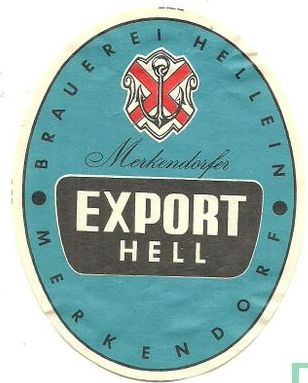 BRAUEREI HELLEIN
Merkendorfer
EXPORT
HELL
MERKENDORF